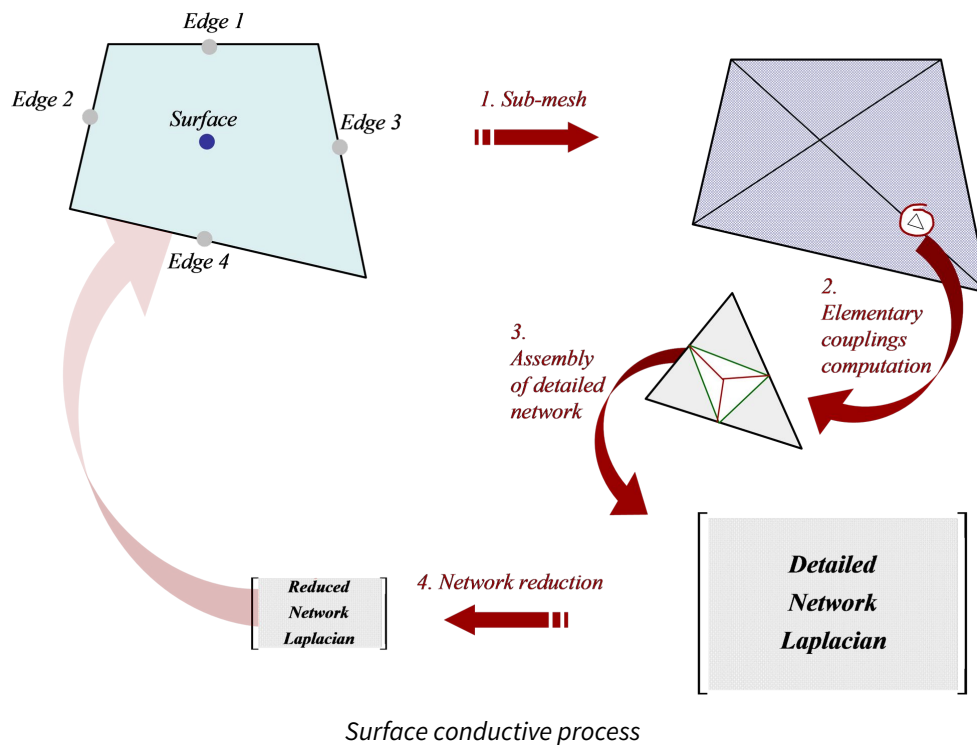 Edge 1
Edge 2
Surface
Edge 3
Edge 4
1. Sub-mesh
2.
Elementary
couplings
computation
3.
Assembly
of detailed
network
Detailed
Network
Laplacian
4. Network reduction
Reduced
Network
Laplacian
Surface conductive process